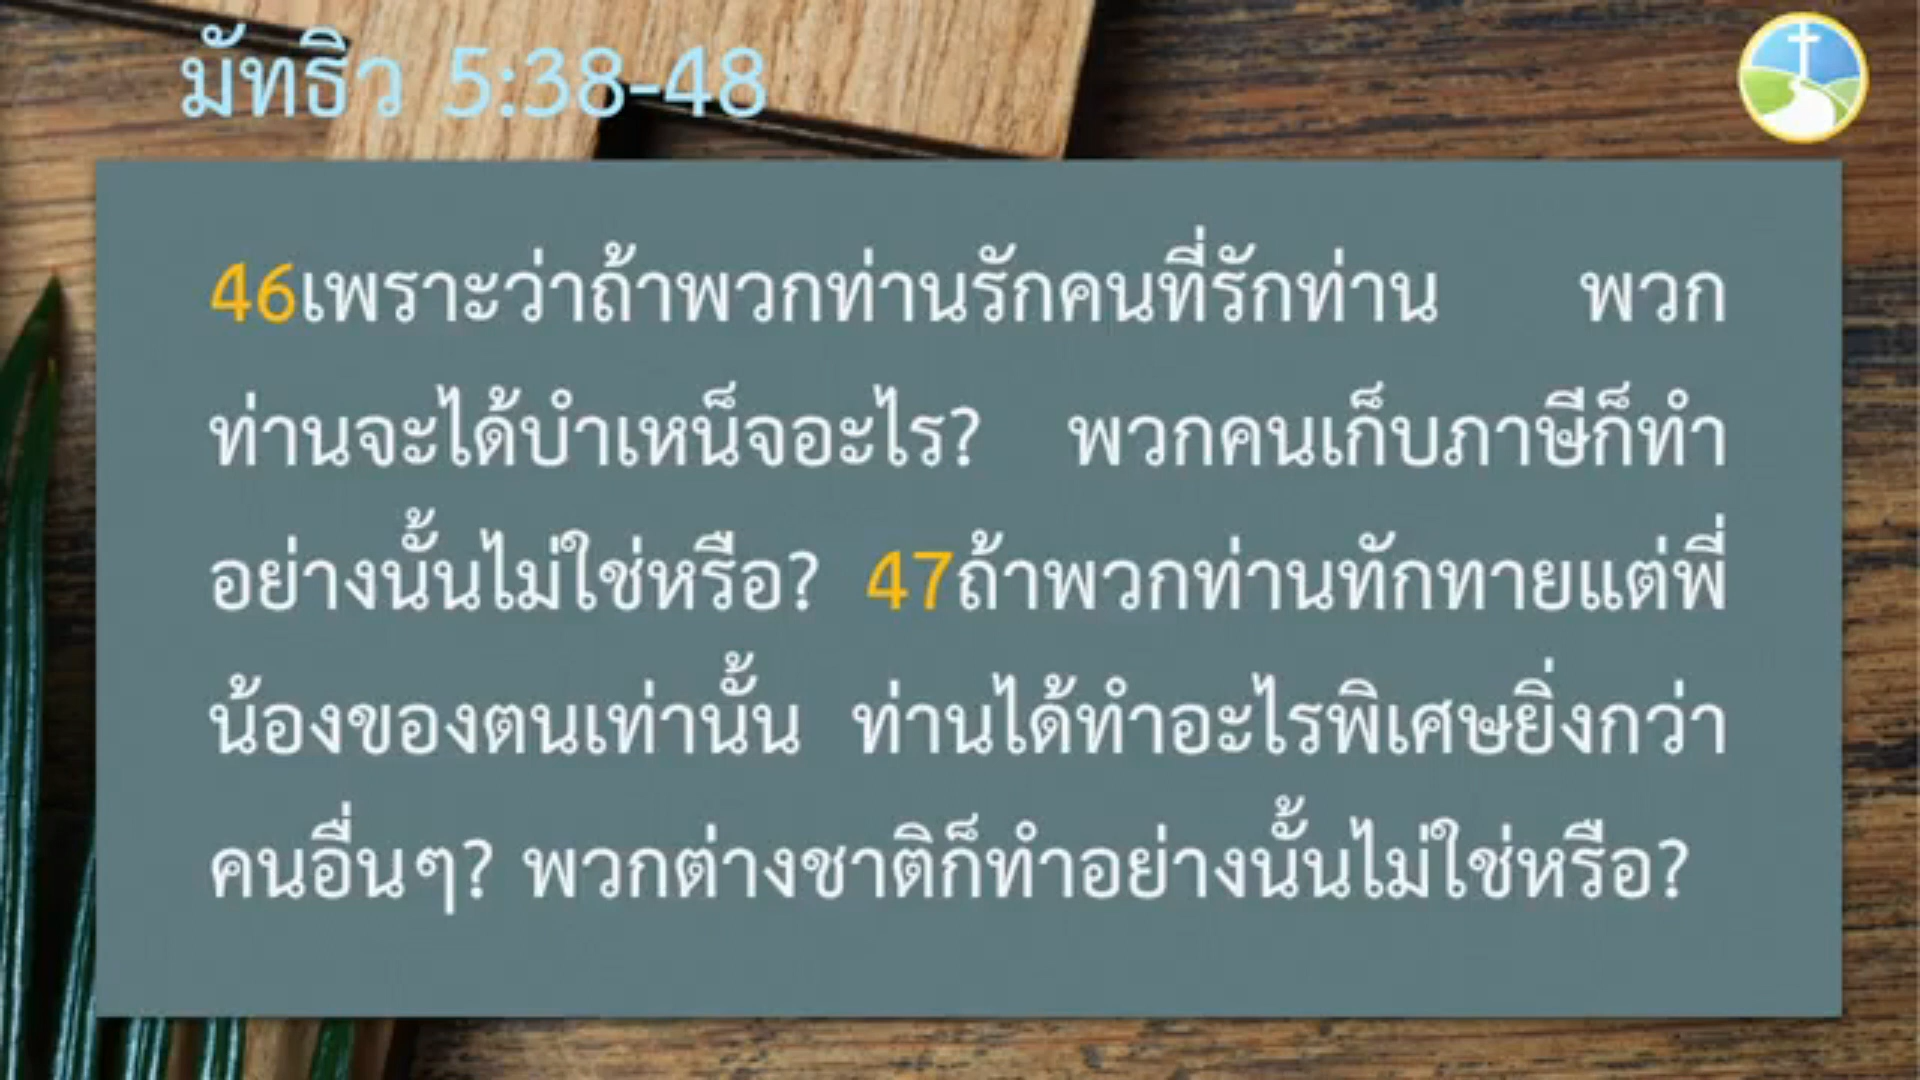 มัทธิว 5:38-48
46เพราะว่าถ้าพวกท่านรักคนที่รักท่าน พวก
ท่านจะได้บำเหน็จอะไร? พวกคนเก็บภาษีก็ทำ
อย่างนั้นไม่ใช่หรือ? 47ถ้าพวกท่านทักทายแต่พี่
น้องของตนเท่านั้น ท่านได้ทำอะไรพิเศษยิ่งกว่า
คนอื่นๆ? พวกต่างชาติก็ทำอย่างนั้นไม่ใช่หรือ?